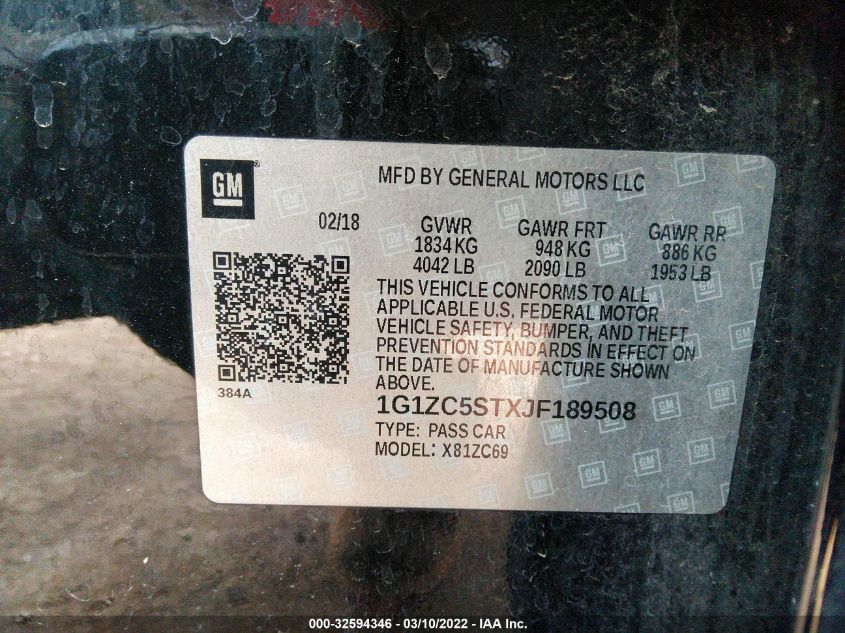 GM
MFD BY GENERAL MOTORS LLC
02/18 GVWR GAWR FRT GAWR RR
1834 KG 948 KG 886 KG
4042 LB 2090 LB 1953 LB
THIS VEHICLE CONFORMS TO ALL
APPLICABLE U.S. FEDERAL MOTOR
VEHICLE SAFETY, BUMPER, AND THEFT
PREVENTION STANDARDS IN EFFECT ON
THE DATE OF MANUFACTURE SHOWN
ABOVE.
384A
1G1ZC5STXJF189508
TYPE: PASS CAR
MODEL: X81ZC69
000-32594346 - 03/10/2022 - IAA Inc.